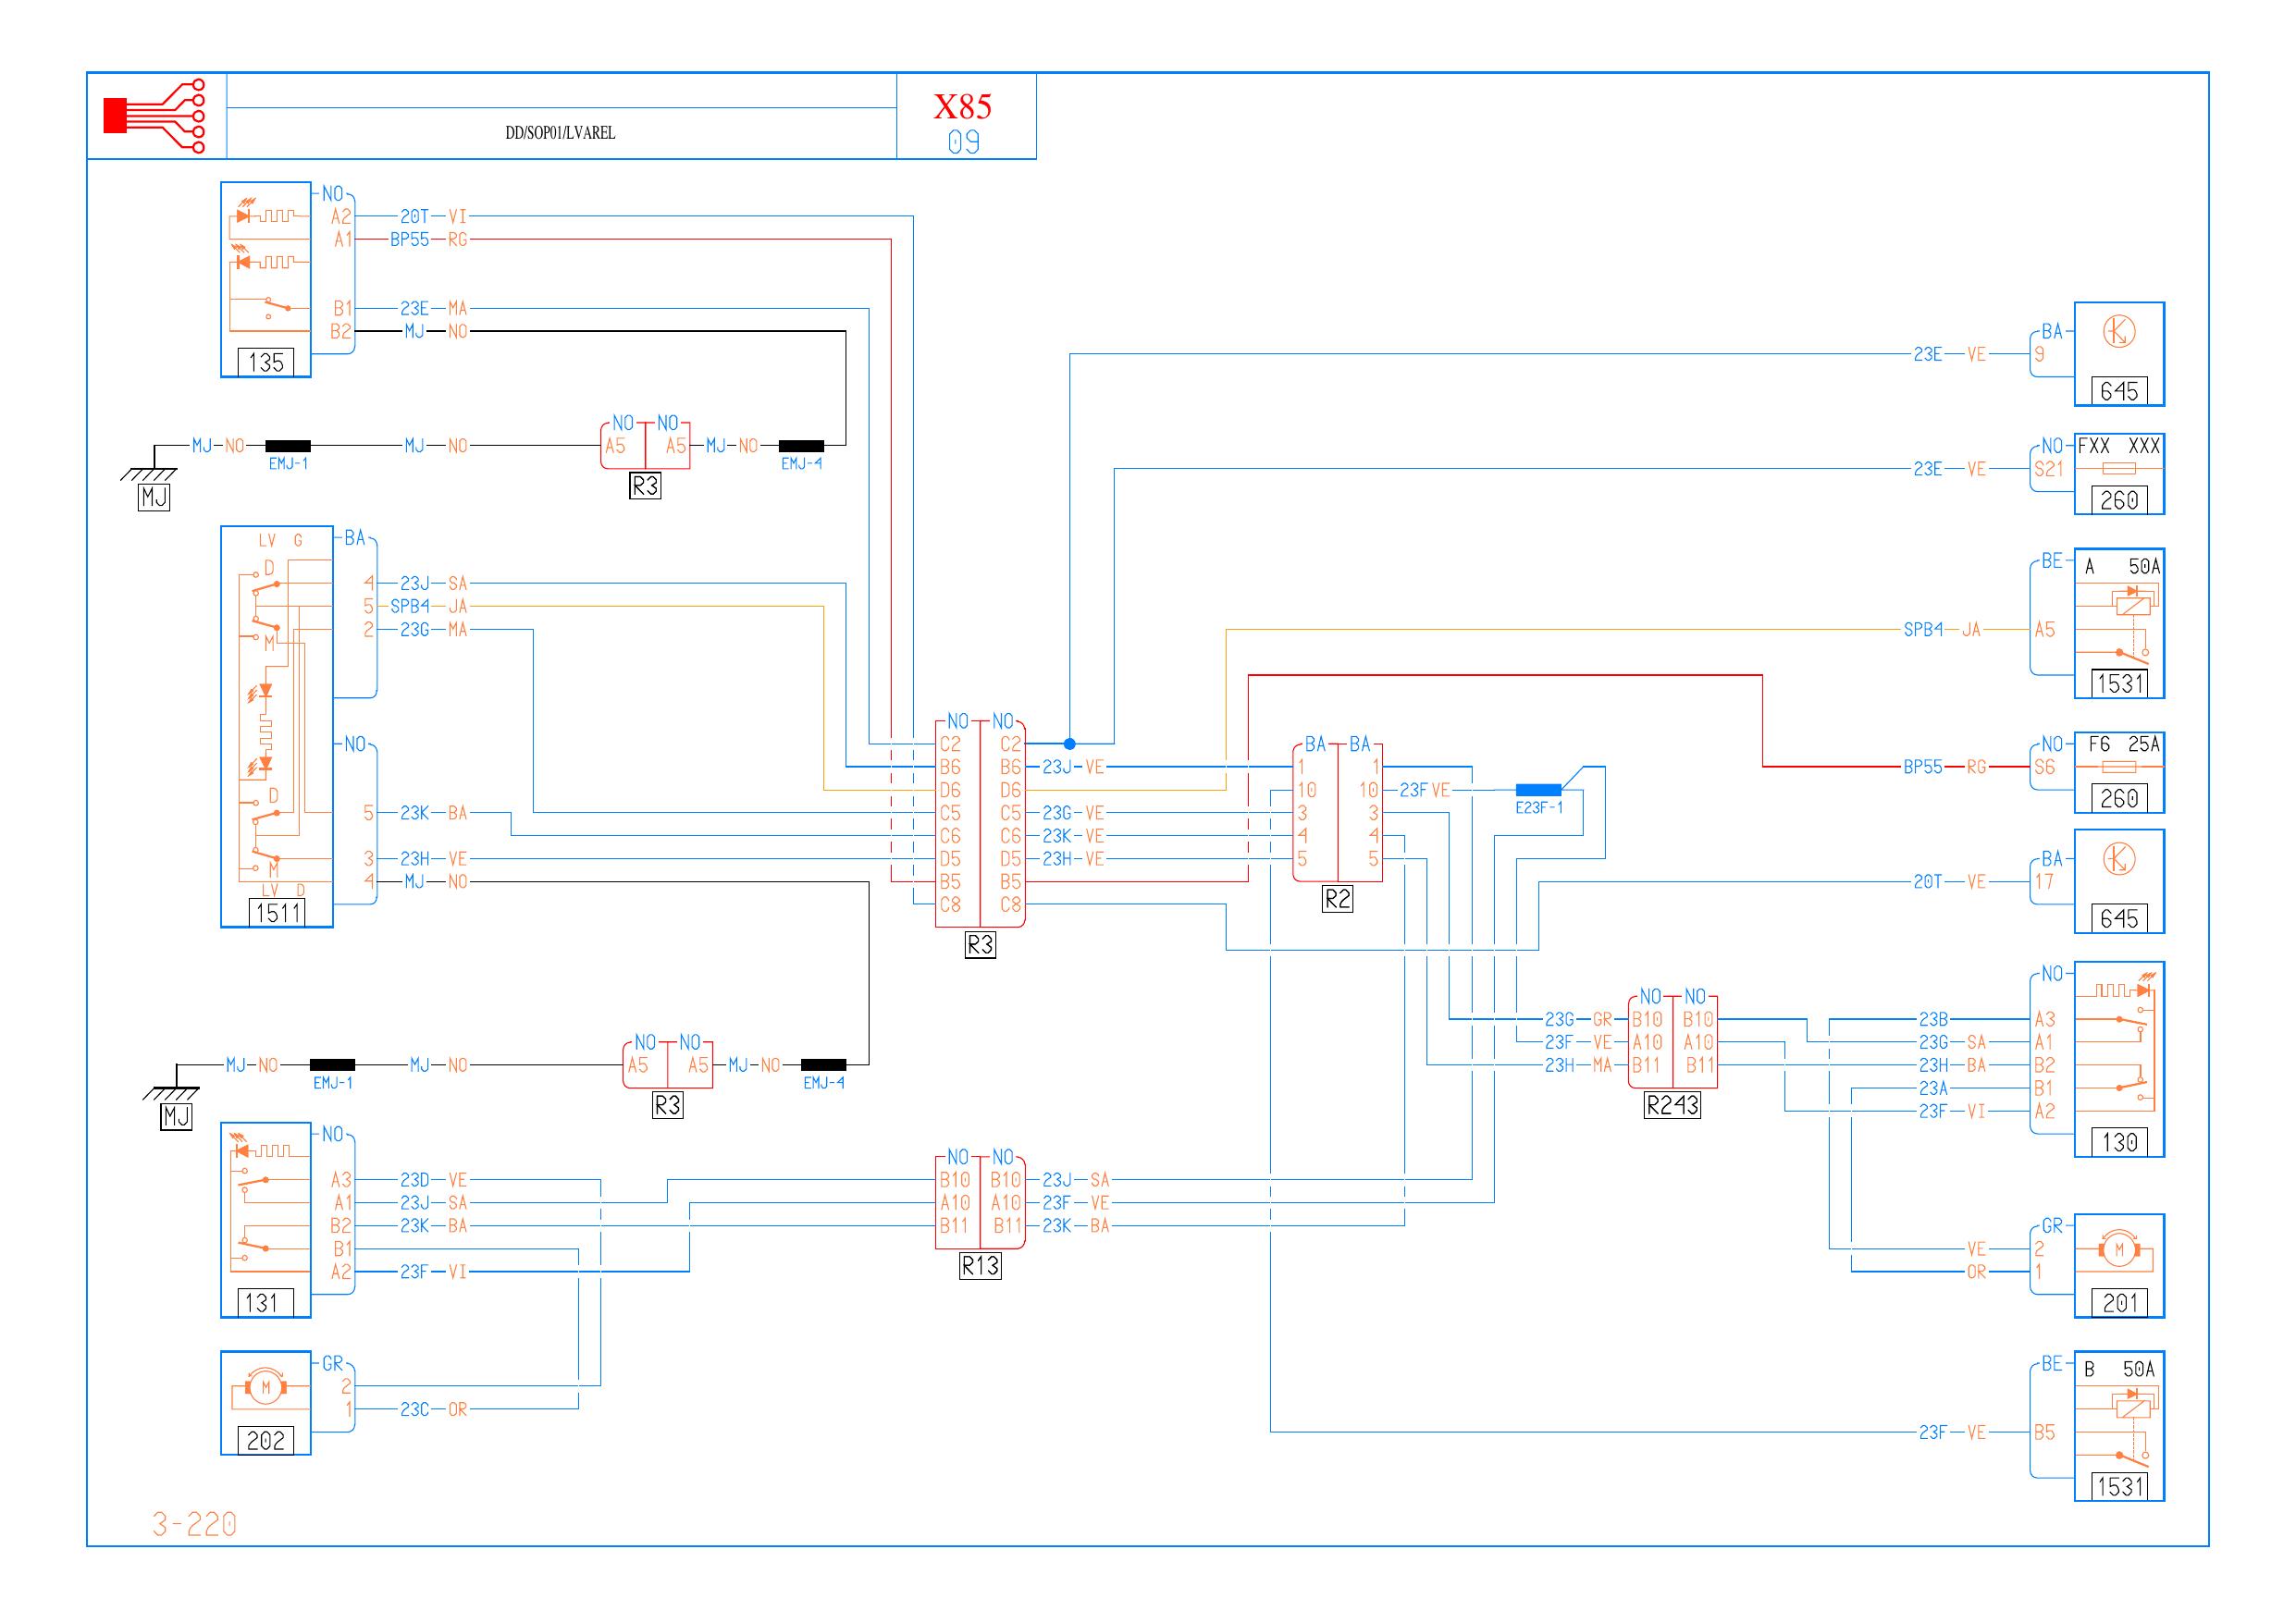 X85
DD/SOP01/LVAREL
09
NO
A2 20T VI
A1 BP55 RG
B1 23E MA
B2 MJ NO
135
BA
23E VE 9
645
NO NO
MJ NO MJ NO A5 A5 MJ NO
EMJ-1 EMJ-4
MJ R3
NO FXX XXX
23E VE S21
260
LV G BA
D
4 23J SA
5 SPB4 JA
2 23G MA
M
NO
D
5 23K BA
3 23H VE
M
4 MJ NO
LV D
1511
BE A 50A
SPB4 JA A5
1531
NO NO
C2 C2
B6 B6 23J VE
D6 D6
C5 C5 23G VE
C6 C6 23K VE
D5 D5 23H VE
B5 B5
C8 C8
R3
BA BA
1 1
10 10 23F VE
E23F-1
3 3
4 4
5 5
R2
NO F6 25A
BP55 RG S6
260
BA
20T VE 17
645
NO NO
23G GR B10 B10
23F VE A10 A10
23H MA B11 B11
R243
NO
23B A3
23G SA A1
23H BA B2
23A B1
23F VI A2
130
NO NO
MJ NO MJ NO A5 A5 MJ NO
EMJ-1 EMJ-4
MJ R3
NO
A3 23D VE
A1 23J SA
B2 23K BA
B1
A2 23F VI
131
NO NO
B10 B10 23J SA
A10 A10 23F VE
B11 B11 23K BA
R13
GR
VE 2 M
OR 1
201
GR
M 2
1 23C OR
202
BE B 50A
23F VE B5
1531
3-220